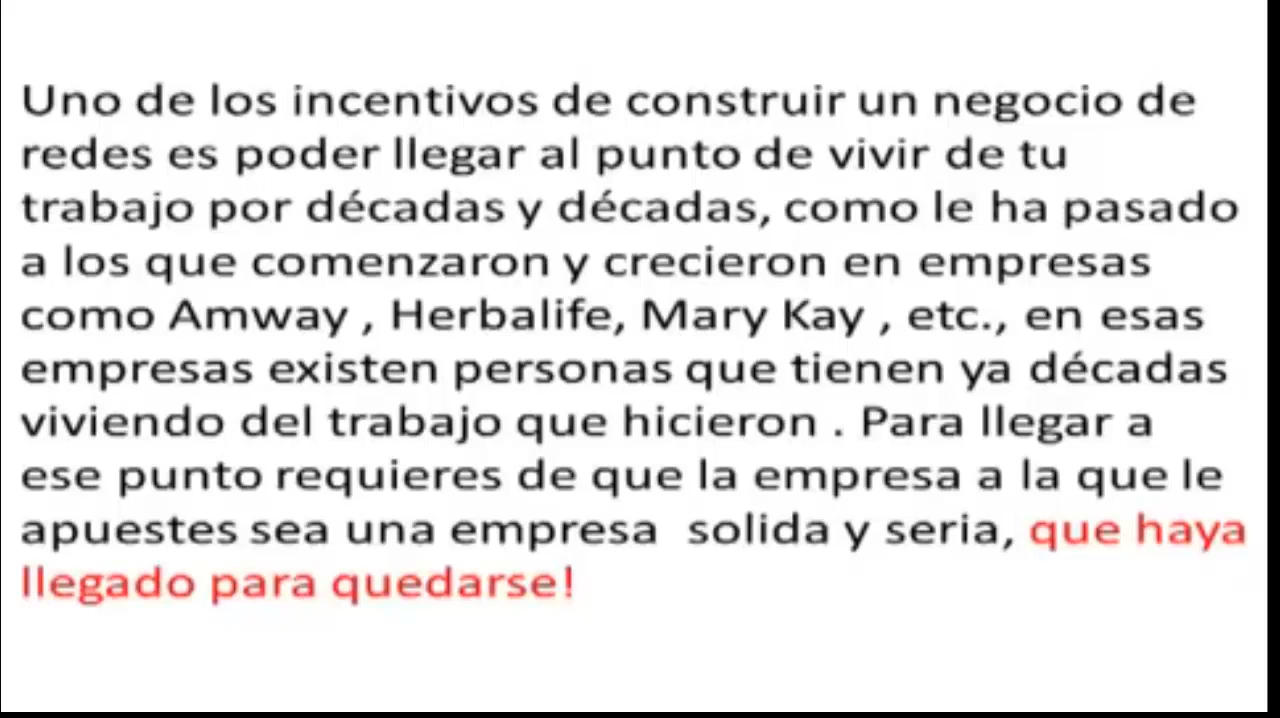 Uno de los incentivos de construir un negocio de
redes es poder llegar al punto de vivir de tu
trabajo por décadas y décadas, como le ha pasado
a los que comenzaron y crecieron en empresas
como Amway , Herbalife, Mary Kay , etc., en esas
empresas existen personas que tienen ya décadas
viviendo del trabajo que hicieron . Para llegar a
ese punto requieres de que la empresa a la que le
apuestes sea una empresa  solida y seria, que haya
llegado para quedarse!